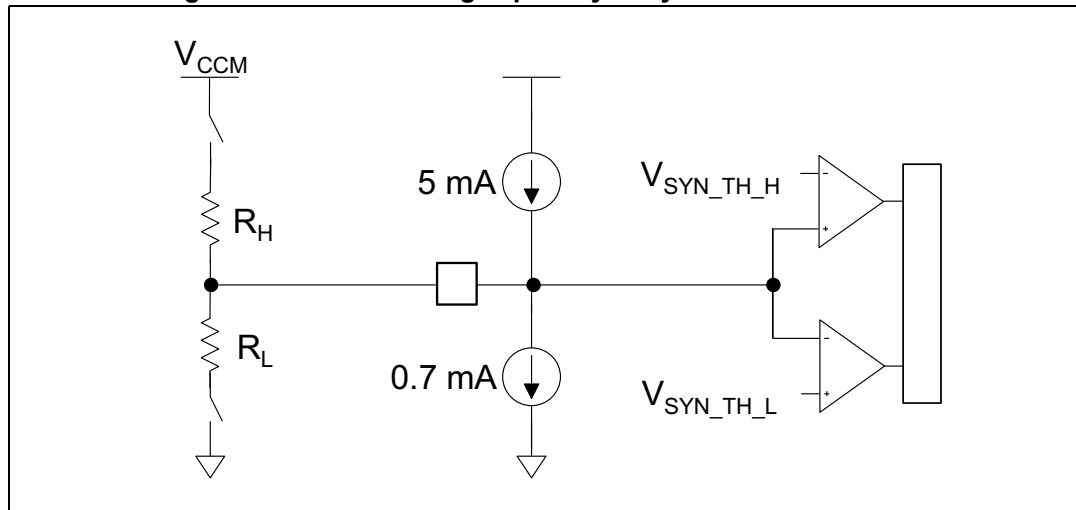 V_CCM
5 mA
V_SYN_TH_H
-
+
R_H
R_L
-
+
0.7 mA
V_SYN_TH_L